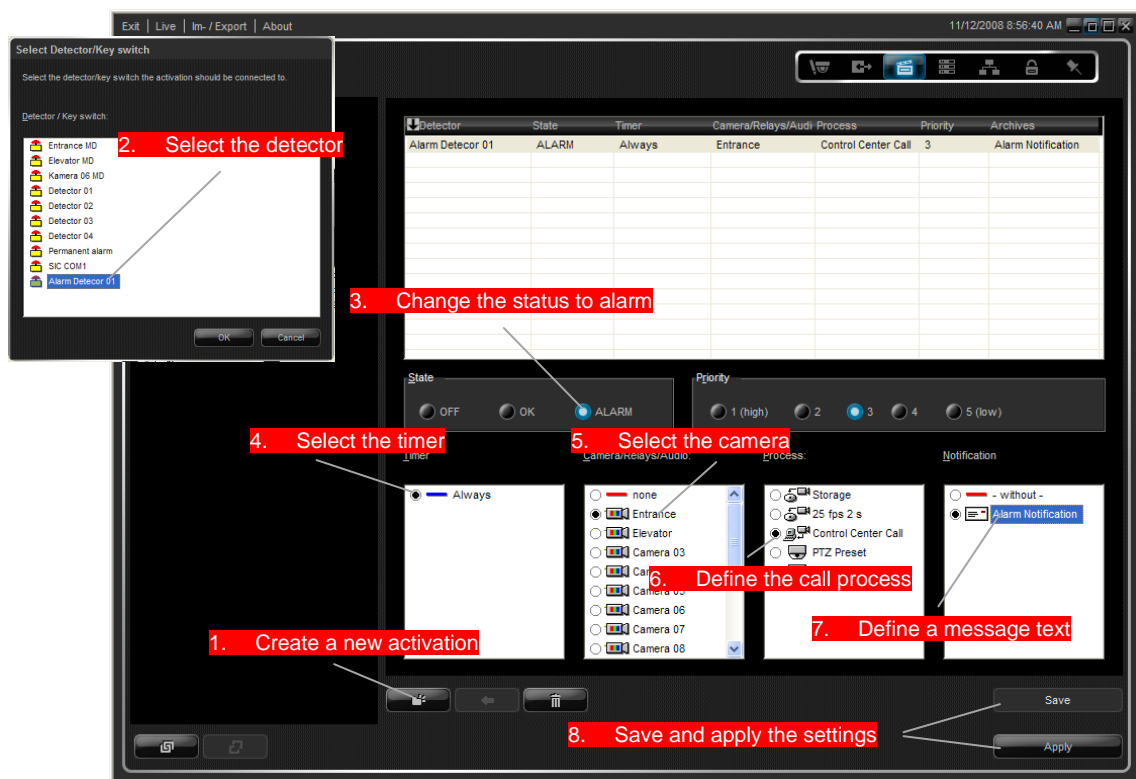 Exit | Live | Im- / Export | About
11/12/2008 8:56:40 AM
Select Detector/Key switch
Select the detector/key switch the activation should be connected to.
Detector / Key switch:
Entrance MD
Elevator MD
Kamera 06 MD
Detector 01
Detector 02
Detector 03
Detector 04
Permanent alarm
SIC COM1
Alarm Detecor 01
OK
Cancel
2. Select the detector
Detector State Timer Camera/Relays/Audi Process Priority Archives
Alarm Detecor 01 ALARM Always Entrance Control Center Call 3 Alarm Notification
3. Change the status to alarm
State
OFF
OK
ALARM
Priority
1 (high)
2
3
4
5 (low)
4. Select the timer
5. Select the camera
Timer
Camera/Relays/Audio:
Process:
Notification
Always
none
Entrance
Elevator
Camera 03
Camera 06
Camera 07
Camera 08
Storage
25 fps 2 s
Control Center Call
PTZ Preset
- without -
Alarm Notification
6. Define the call process
7. Define a message text
1. Create a new activation
8. Save and apply the settings
Save
Apply